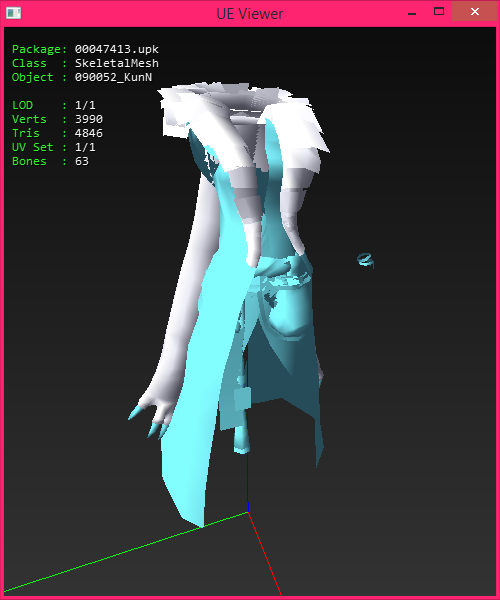 UE Viewer
Package: 00047413.upk
Class  : SkeletalMesh
Object : 090052_KunN
LOD    : 1/1
Verts  : 3990
Tris   : 4846
UV Set : 1/1
Bones  : 63